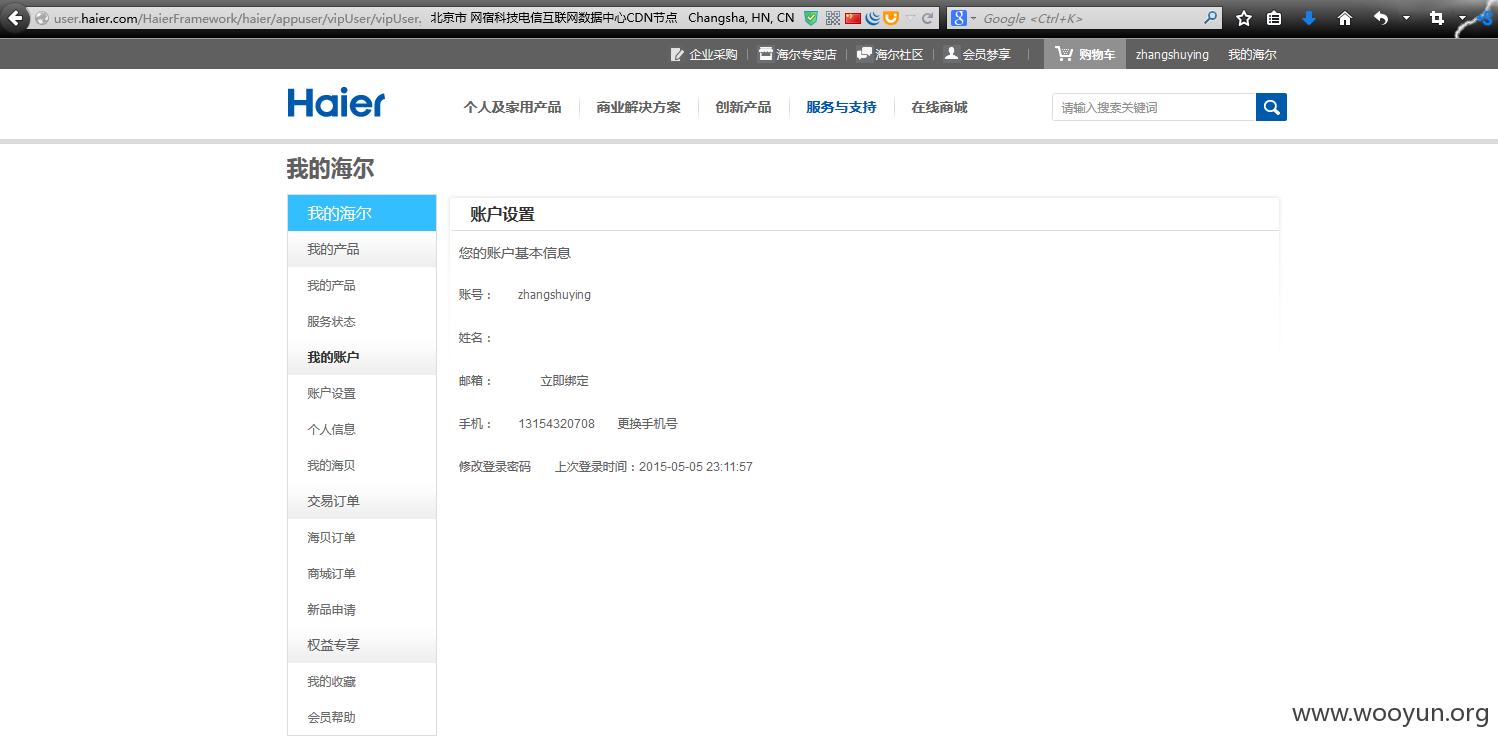 user.haier.com/HaierFramework/haier/appuser/vipUser/vipUser. 北京市 网宿科技电信互联网数据中心CDN节点 Changsha, HN, CN Google <Ctrl+K>
企业采购 海尔专卖店 海尔社区 会员梦享 购物车 zhangshuying 我的海尔
Haier 个人及家用产品 商业解决方案 创新产品 服务与支持 在线商城 请输入搜索关键词
我的海尔
我的海尔
账户设置
我的产品
您的账户基本信息
我的产品
账号： zhangshuying
服务状态
姓名：
我的账户
邮箱： 立即绑定
账户设置
手机： 13154320708 更换手机号
个人信息
我的海贝
修改登录密码 上次登录时间：2015-05-05 23:11:57
交易订单
海贝订单
商城订单
新品申请
权益专享
我的收藏
会员帮助
www.wooyun.org